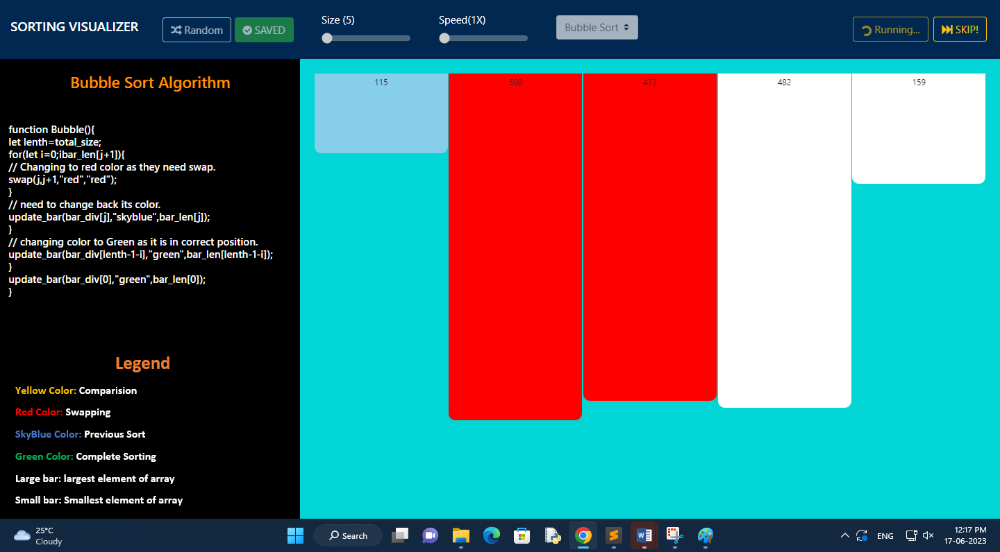 SORTING VISUALIZER
Random
SAVED
Size (5)
Speed(1X)
Bubble Sort
Running...
SKIP!
Bubble Sort Algorithm
function Bubble(){
let lenth=total_size;
for(let i=0;ibar_len[j+1]){
// Changing to red color as they need swap.
swap(j,j+1,"red","red");
}
// need to change back its color.
update_bar(bar_div[j],"skyblue",bar_len[j]);
}
// changing color to Green as it is in correct position.
update_bar(bar_div[lenth-1-i],"green",bar_len[lenth-1-i]);
}
update_bar(bar_div[0],"green",bar_len[0]);
}
Legend
Yellow Color: Comparision
Red Color: Swapping
SkyBlue Color: Previous Sort
Green Color: Complete Sorting
Large bar: largest element of array
Small bar: Smallest element of array
115
500
472
482
159
25°C
Cloudy
Search
W
ENG
12:17 PM
17-06-2023